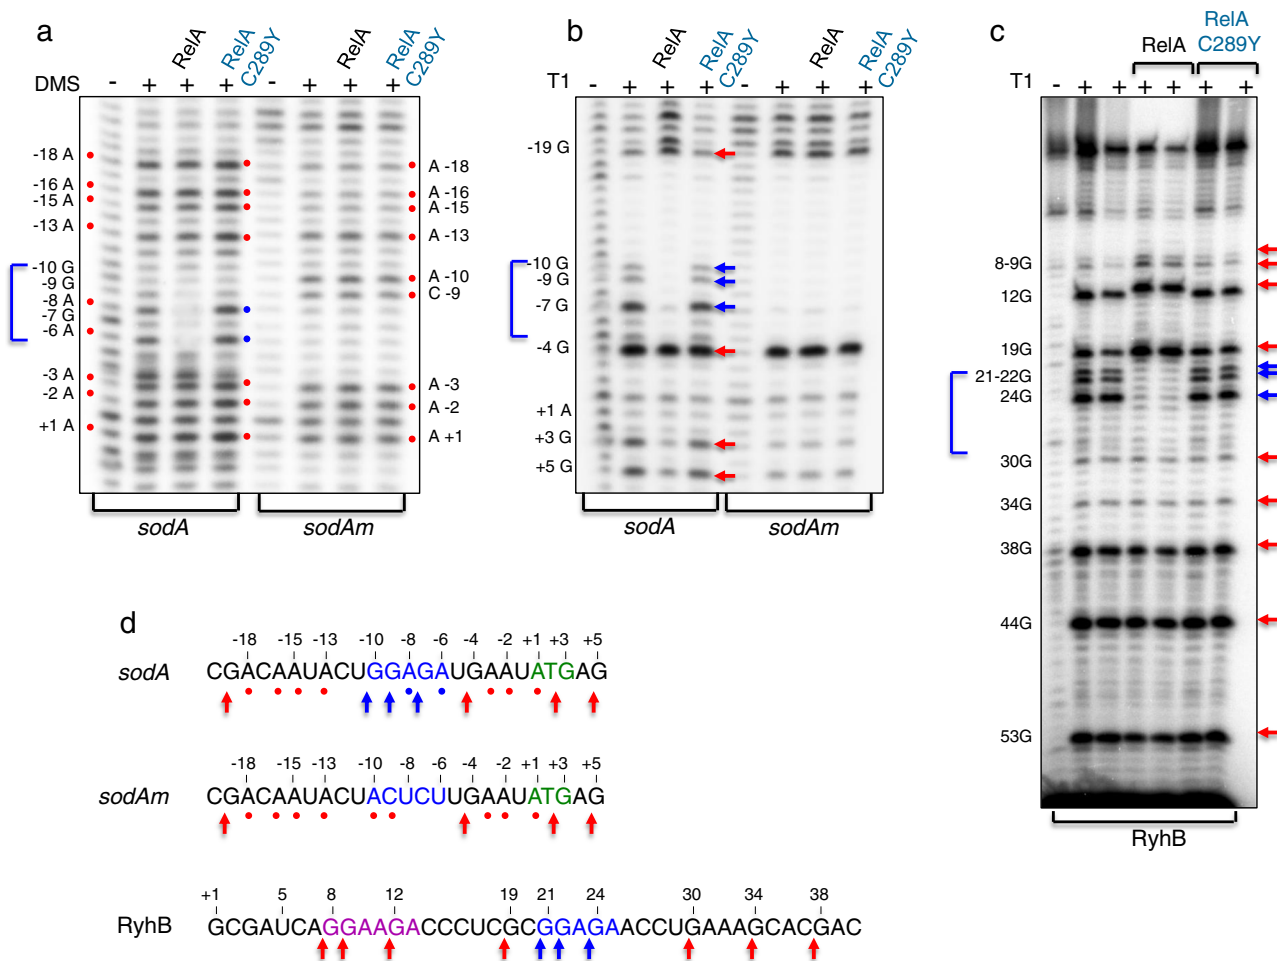 a
RelA
RelA C289Y
RelA
RelA C289Y
DMS - + + + - + + +
-18 A
-16 A
-15 A
-13 A
-10 G
-9 G
-8 A
-7 G
-6 A
-3 A
-2 A
+1 A
A -18
A -16
A -15
A -13
A -10
C -9
A -3
A -2
A +1
sodA
sodAm
b
RelA
RelA C289Y
RelA
RelA C289Y
T1 - + + + - + + +
-19 G
-10 G
-9 G
-7 G
-4 G
+1 A
+3 G
+5 G
sodA
sodAm
c
RelA
RelA
C289Y
T1 - + + + + + +
8-9G
12G
19G
21-22G
24G
30G
34G
38G
44G
53G
RyhB
d
-18 -15 -13 -10 -8 -6 -4 -2 +1 +3 +5
sodA CGACAAUACUGGAGAUGAAUATGAG
-18 -15 -13 -10 -8 -6 -4 -2 +1 +3 +5
sodAm CGACAAUACUACUCUUGAAUATGAG
+1 5 8 12 19 21 24 30 34 38
RyhB GCGAUCAGGAAGACCCUCGCGGAGAACCUGAAAGCACGAC